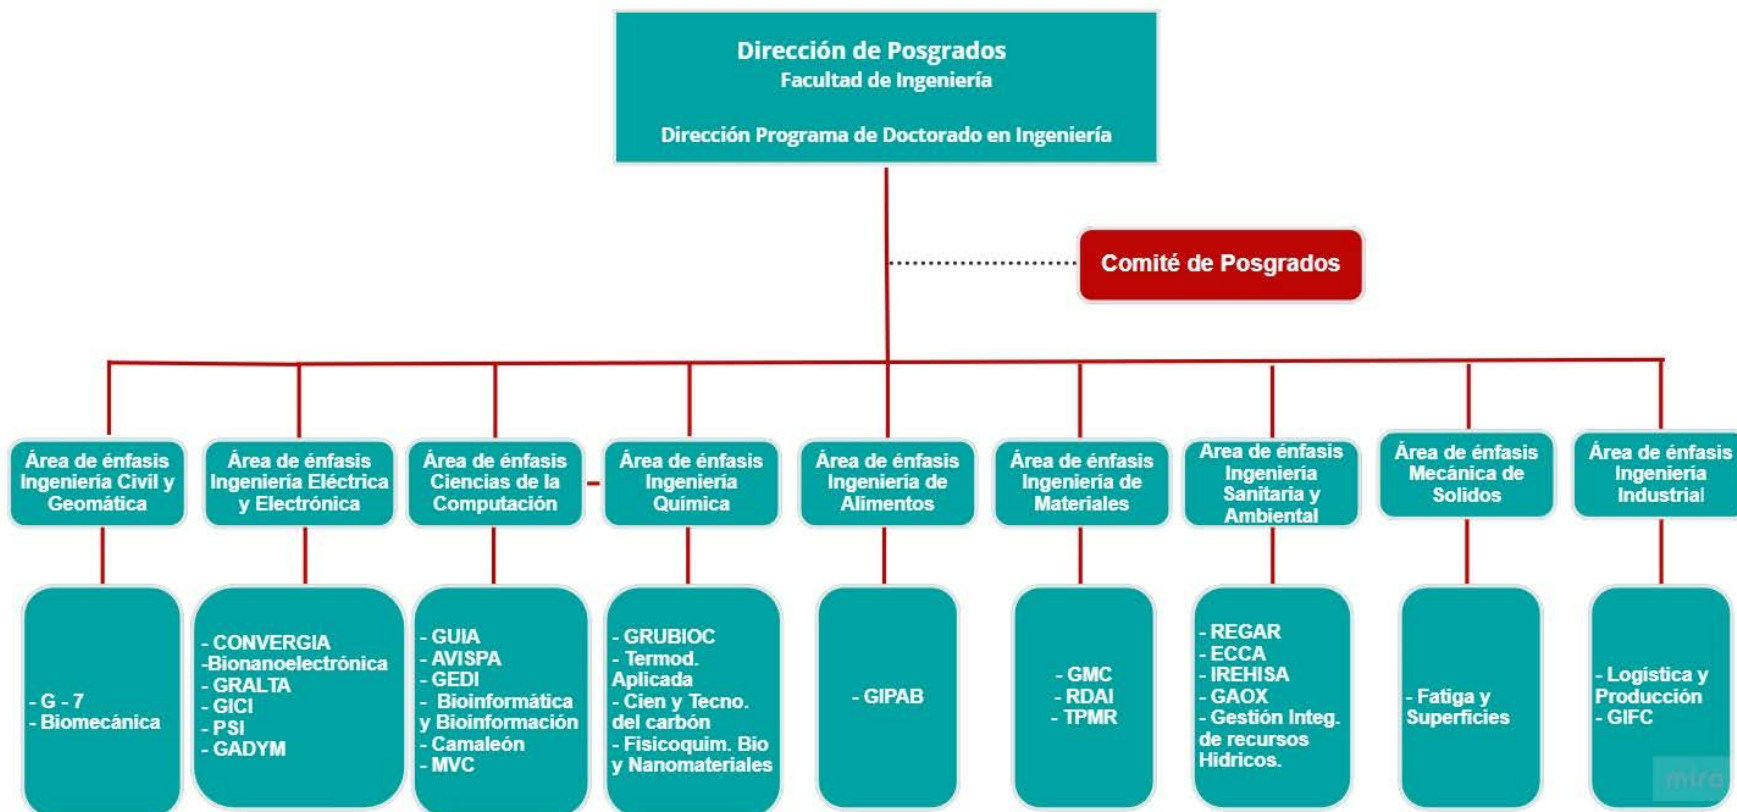 Dirección de Posgrados
Facultad de Ingeniería
Dirección Programa de Doctorado en Ingeniería
Comité de Posgrados
Área de énfasis
Ingeniería Civil y
Geomática
Área de énfasis
Ingeniería Eléctrica
y Electrónica
Área de énfasis
Ciencias de la
Computación
Área de énfasis
Ingeniería
Química
Área de énfasis
Ingeniería de
Alimentos
Área de énfasis
Ingeniería de
Materiales
Area de énfasis
Ingeniería
Sanitaria y
Ambiental
Área de énfasis
Mecánica de
Solidos
Área de énfasis
Ingeniería
Industrial
- G - 7
- Biomecánica
- CONVERGIA
-Bionanoelectrónica
- GRALTA
- GICI
- PSI
- GADYM
- GUIA
- AVISPA
- GEDI
- Bioinformática
y Bioinformación
- Camaleón
- MVC
- GRUBIOC
- Termod.
Aplicada
- Cien y Tecno.
del carbón
- Fisicoquim. Bio
y Nanomateriales
- GIPAB
- GMC
- RDAI
- TPMR
- REGAR
- ECCA
- IREHISA
- GAOX
- Gestión Integ.
de recursos
Hídricos.
- Fatiga y
Superficies
- Logística y
Producción
- GIFC
miro